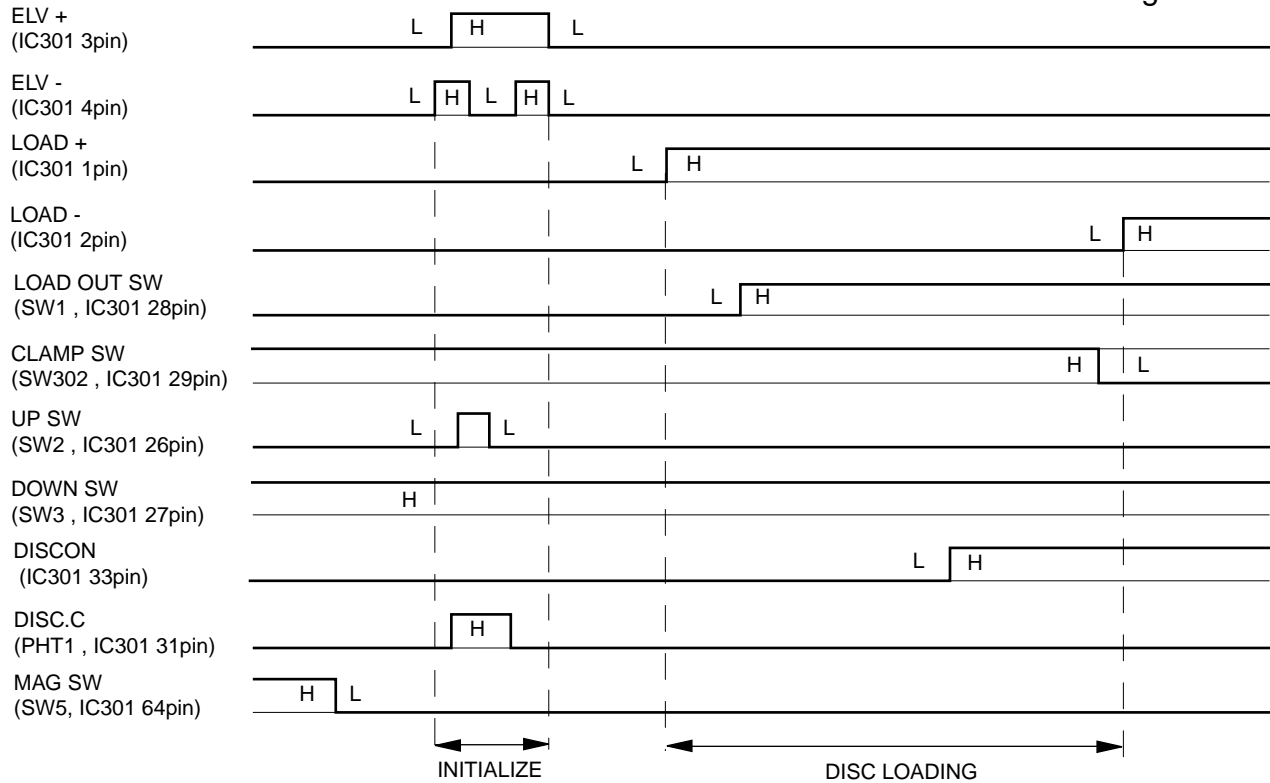 ELV +
(IC301 3pin)
L H L
ELV -
(IC301 4pin)
L H L H L
LOAD +
(IC301 1pin)
L H
LOAD -
(IC301 2pin)
L H
LOAD OUT SW
(SW1 , IC301 28pin)
L H
CLAMP SW
(SW302 , IC301 29pin)
H L
UP SW
(SW2 , IC301 26pin)
L L
DOWN SW
(SW3 , IC301 27pin)
H
DISCON
(IC301 33pin)
L H
DISC.C
(PHT1 , IC301 31pin)
H
MAG SW
(SW5, IC301 64pin)
H L
INITIALIZE
DISC LOADING